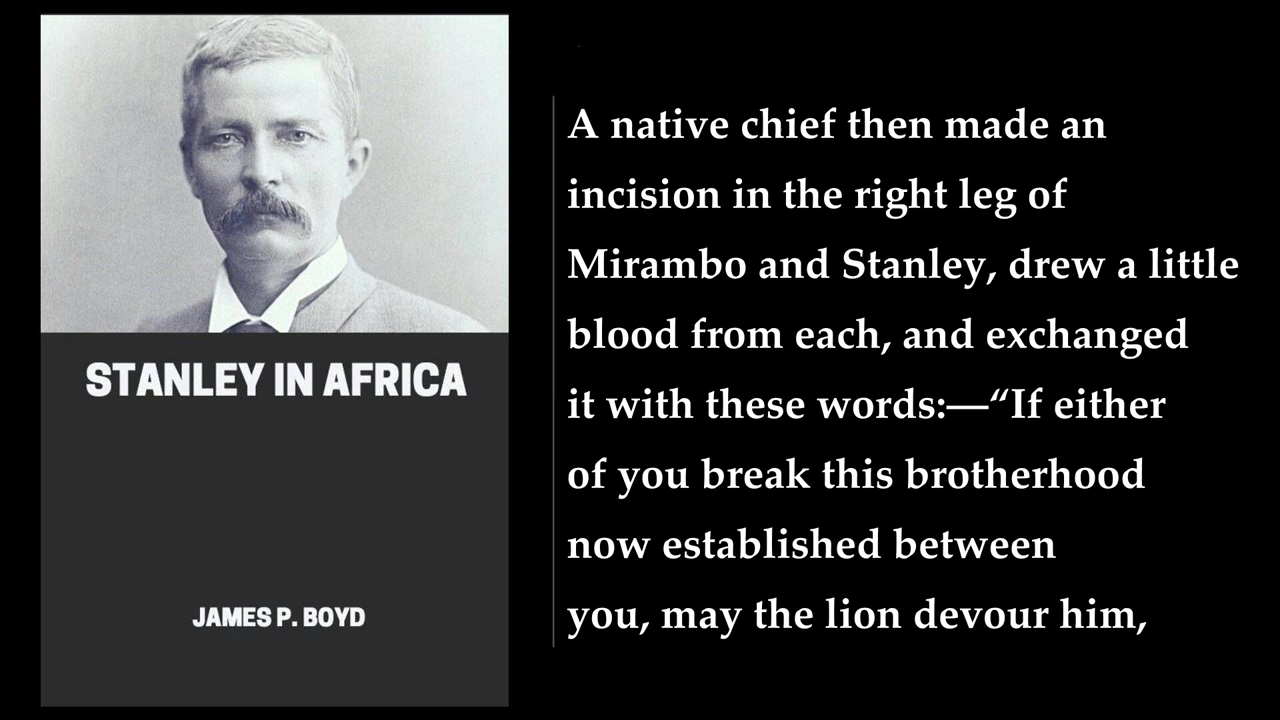 STANLEY IN AFRICA
JAMES P. BOYD
A native chief then made an
incision in the right leg of
Mirambo and Stanley, drew a little
blood from each, and exchanged
it with these words:—“If either
of you break this brotherhood
now established between
you, may the lion devour him,